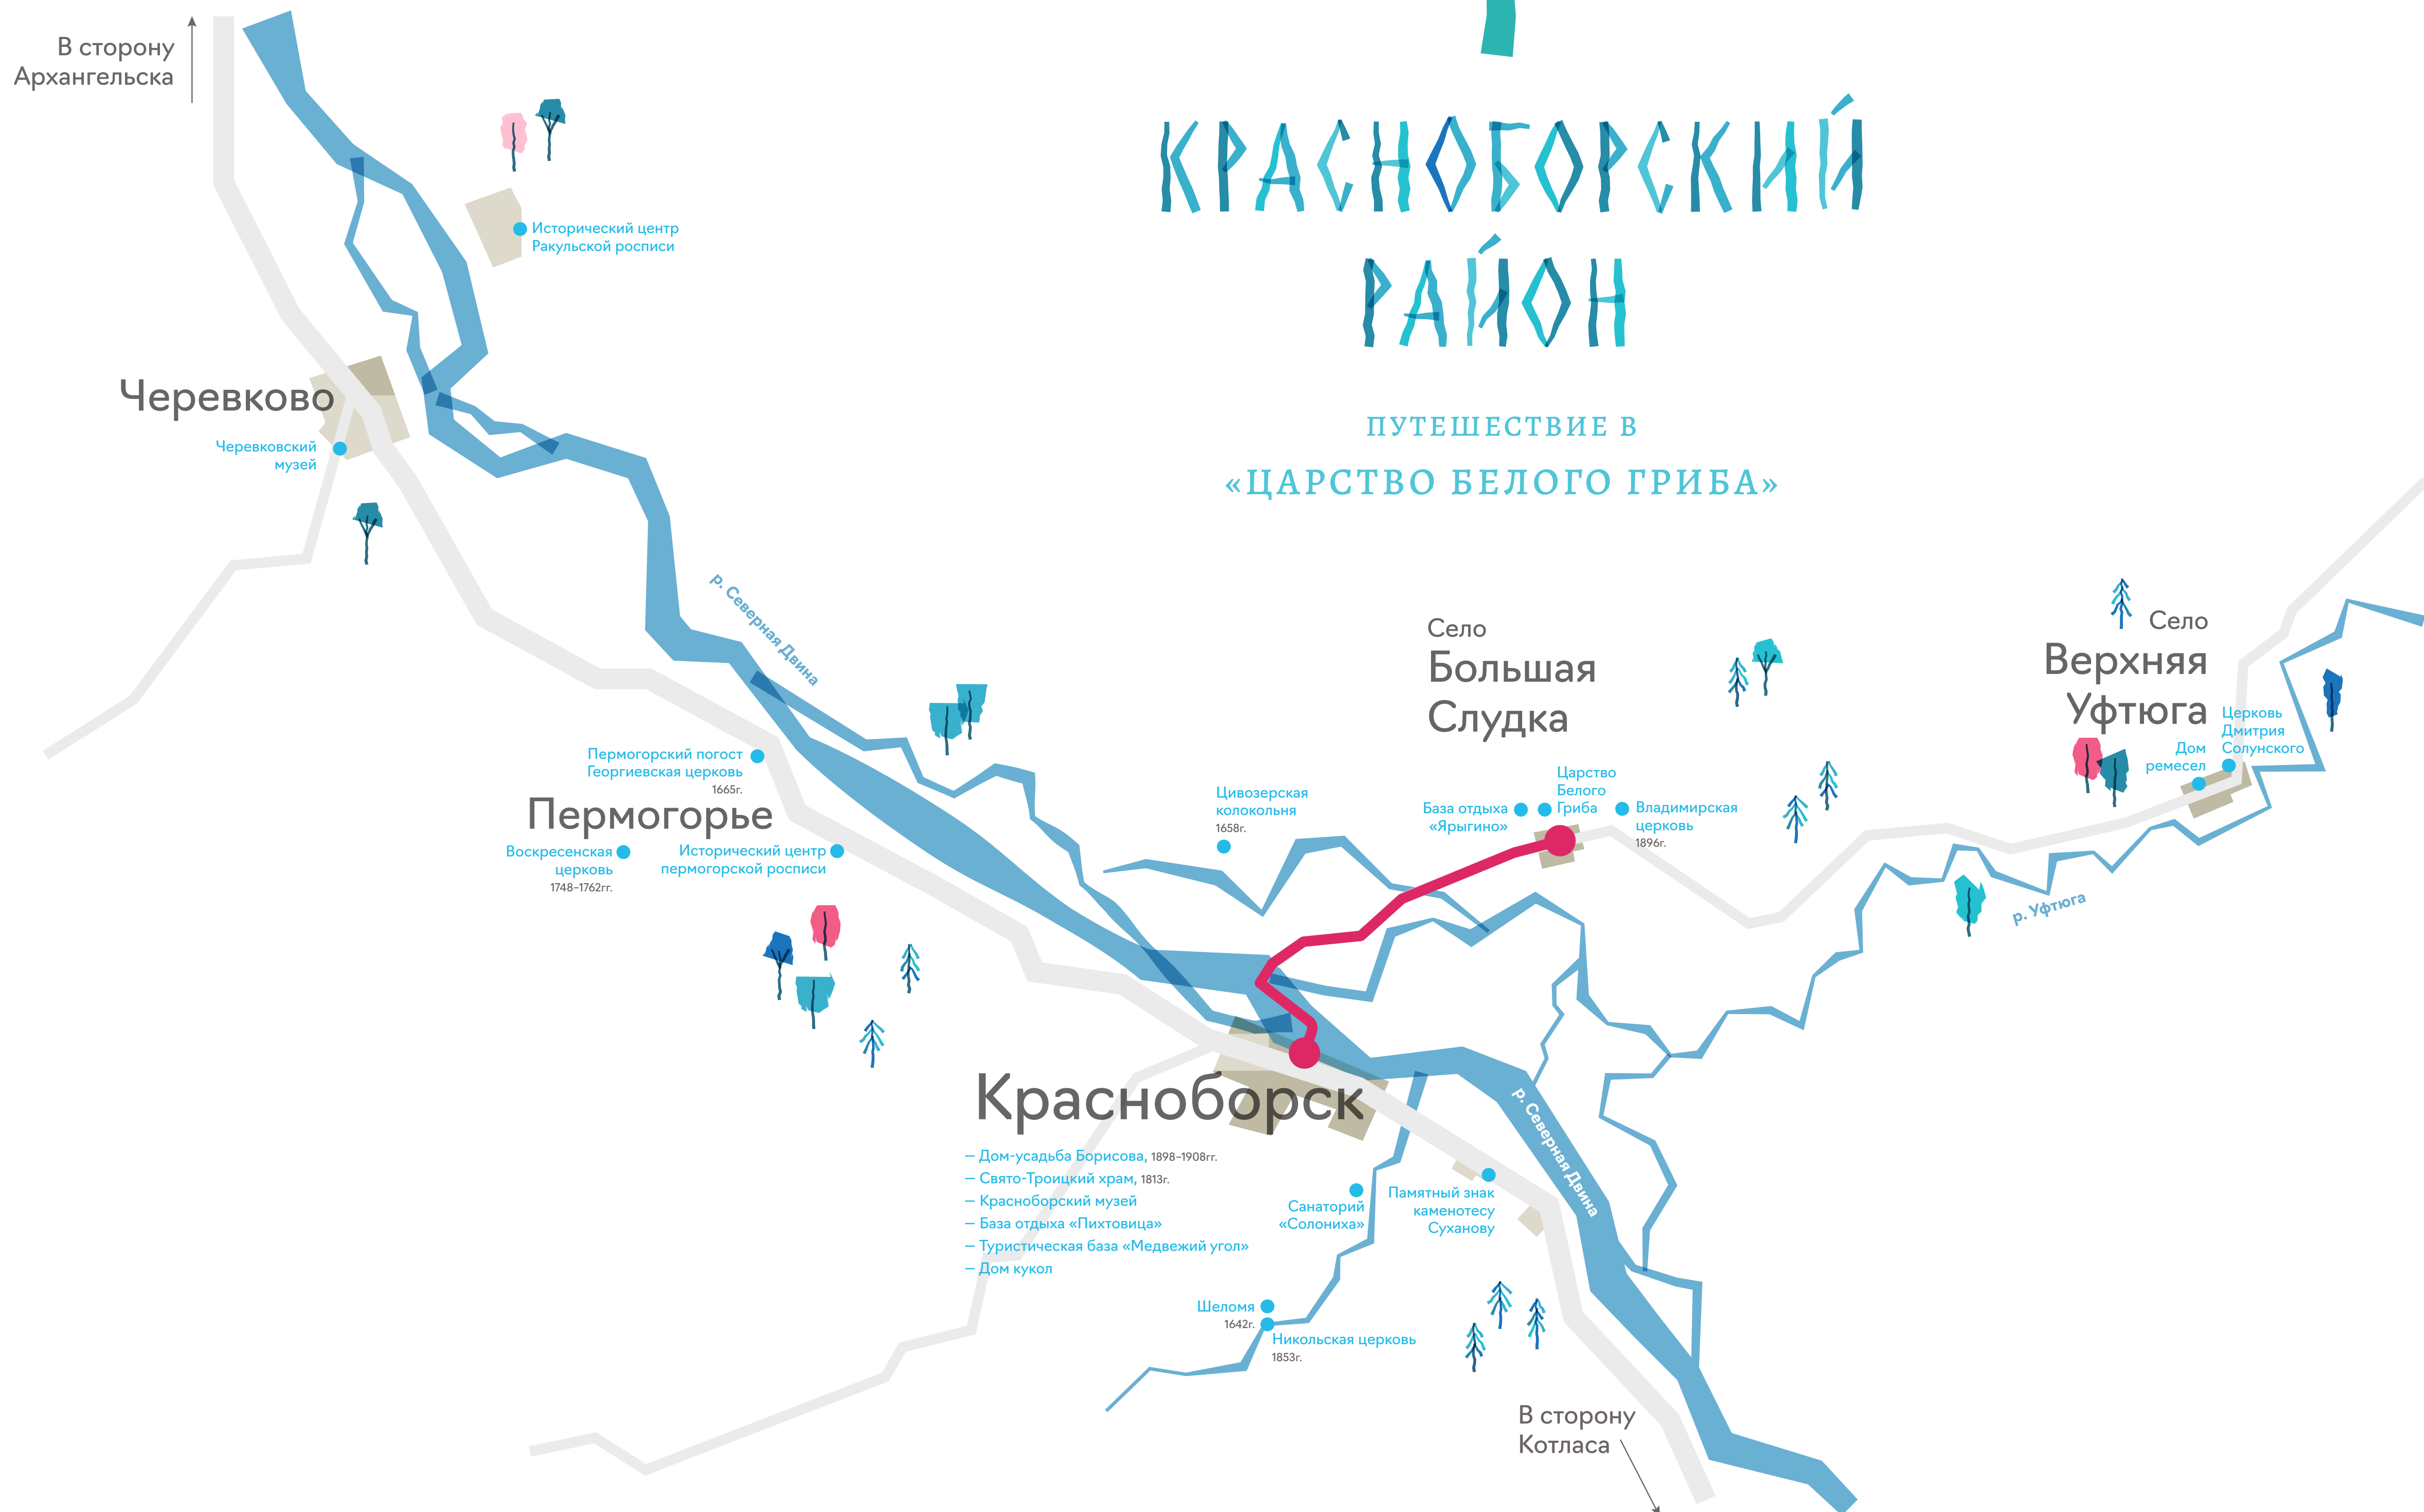 В сторону
Архангельска
КРАСНОБОРСКИЙ
РАЙОН
ПУТЕШЕСТВИЕ В
«ЦАРСТВО БЕЛОГО ГРИБА»
Исторический центр
Ракульской росписи
Черевково
Черевковский
музей
р. Северная Двина
Село
Большая
Слудка
Село
Верхняя
Уфтюга
Церковь
Дмитрия
Солунского
Дом
ремесел
Пермогорский погост
Георгиевская церковь
1665г.
Пермогорье
Воскресенская
церковь
1748–1762гг.
Исторический центр
пермогорской росписи
Цивозерская
колокольня
1658г.
База отдыха
«Ярыгино»
Царство
Белого
Гриба
Владимирская
церковь
1896г.
р. Уфтюга
Красноборск
– Дом-усадьба Борисова, 1898–1908гг.
– Свято-Троицкий храм, 1813г.
– Красноборский музей
– База отдыха «Пихтовица»
– Туристическая база «Медвежий угол»
– Дом кукол
Санаторий
«Солониха»
Памятный знак
каменотесу
Суханову
р. Северная Двина
Шеломя
1642г.
Никольская церковь
1853г.
В сторону
Котласа